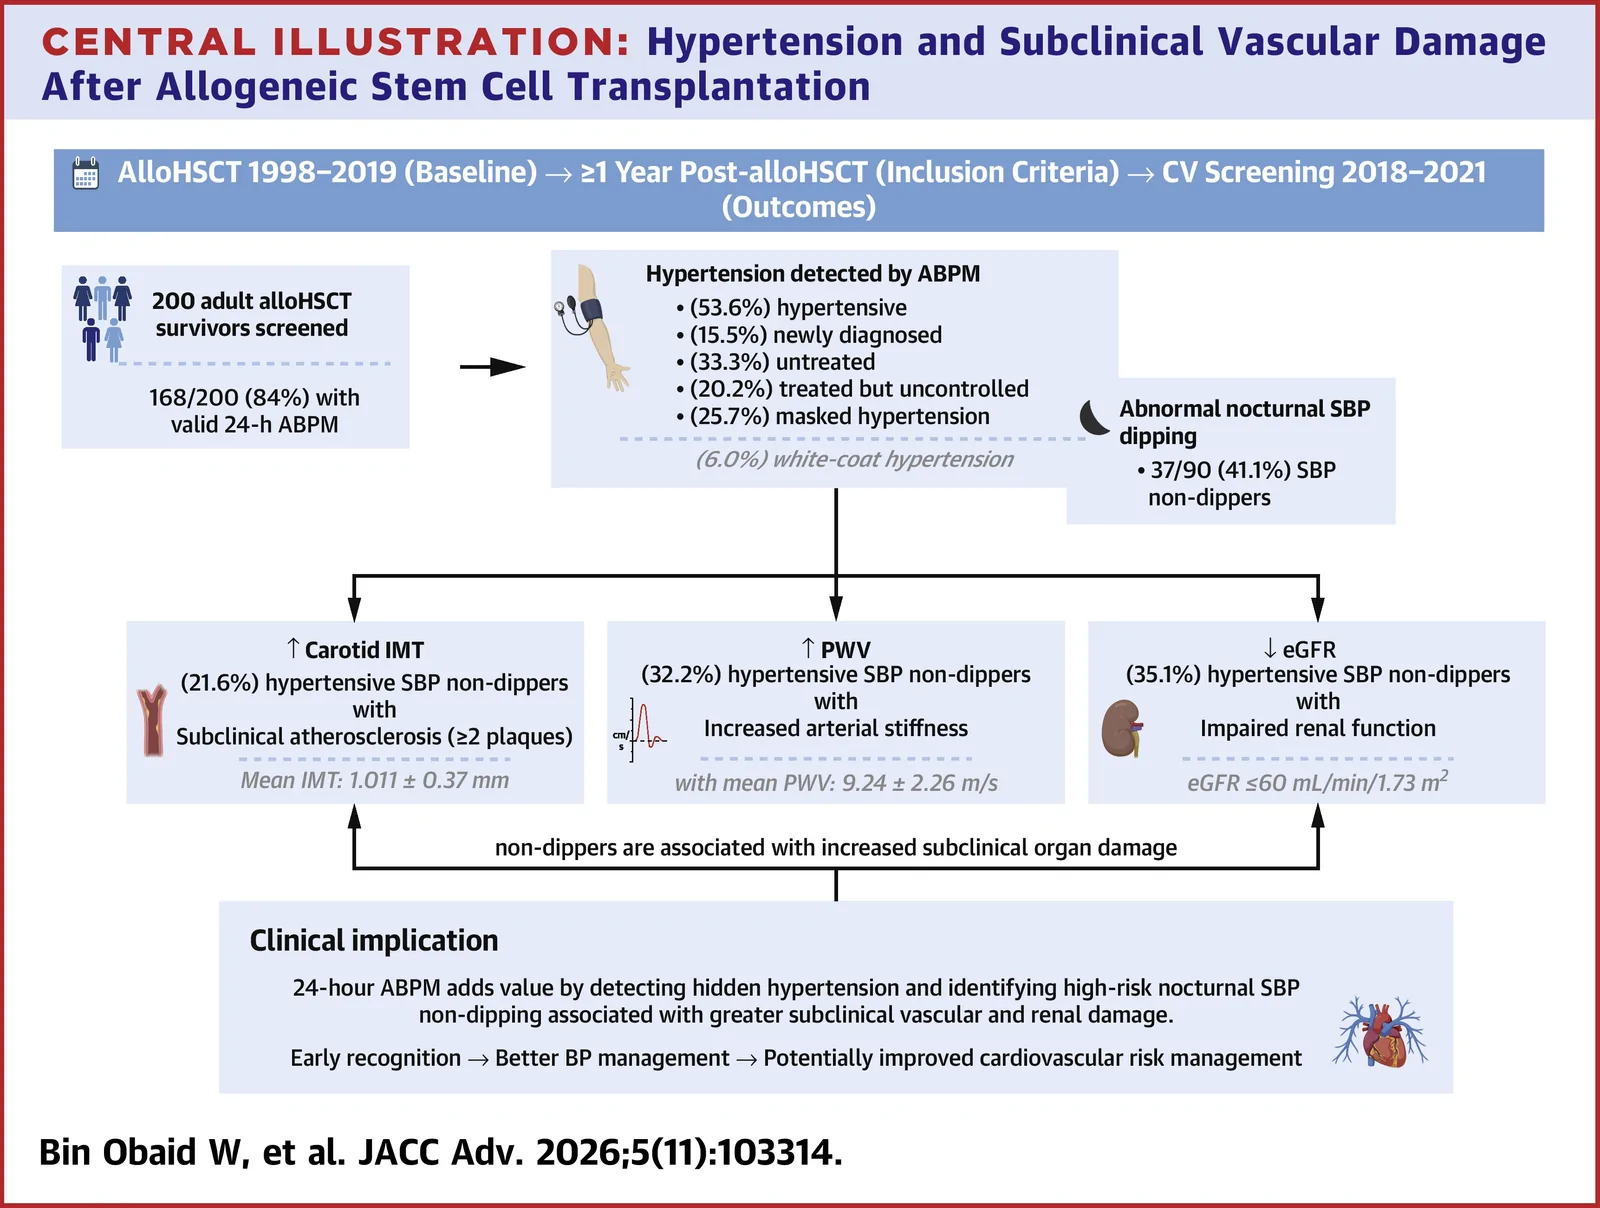 CENTRAL ILLUSTRATION: Hypertension and Subclinical Vascular Damage
After Allogeneic Stem Cell Transplantation
AlloHSCT 1998–2019 (Baseline) → ≥1 Year Post-alloHSCT (Inclusion Criteria) → CV Screening 2018–2021
(Outcomes)
200 adult alloHSCT
survivors screened
168/200 (84%) with
valid 24-h ABPM
Hypertension detected by ABPM
• (53.6%) hypertensive
• (15.5%) newly diagnosed
• (33.3%) untreated
• (20.2%) treated but uncontrolled
• (25.7%) masked hypertension
(6.0%) white-coat hypertension
Abnormal nocturnal SBP
dipping
• 37/90 (41.1%) SBP
non-dippers
↑ Carotid IMT
(21.6%) hypertensive SBP non-dippers
with
Subclinical atherosclerosis (≥2 plaques)
Mean IMT: 1.011 ± 0.37 mm
↑ PWV
(32.2%) hypertensive SBP non-dippers
with
Increased arterial stiffness
cm/
s
with mean PWV: 9.24 ± 2.26 m/s
↓ eGFR
(35.1%) hypertensive SBP non-dippers
with
Impaired renal function
eGFR ≤60 mL/min/1.73 m²
non-dippers are associated with increased subclinical organ damage
Clinical implication
24-hour ABPM adds value by detecting hidden hypertension and identifying high-risk nocturnal SBP
non-dipping associated with greater subclinical vascular and renal damage.
Early recognition → Better BP management → Potentially improved cardiovascular risk management
Bin Obaid W, et al. JACC Adv. 2026;5(11):103314.